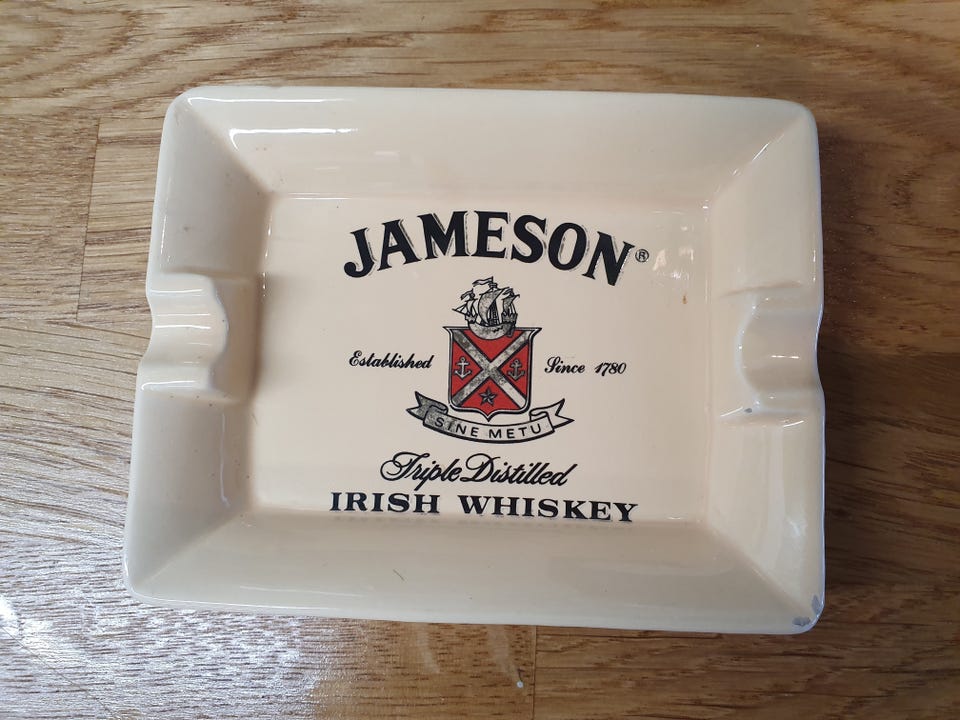 JAMESON®
Established Since 1780
SINE METU
Triple Distilled
IRISH WHISKEY